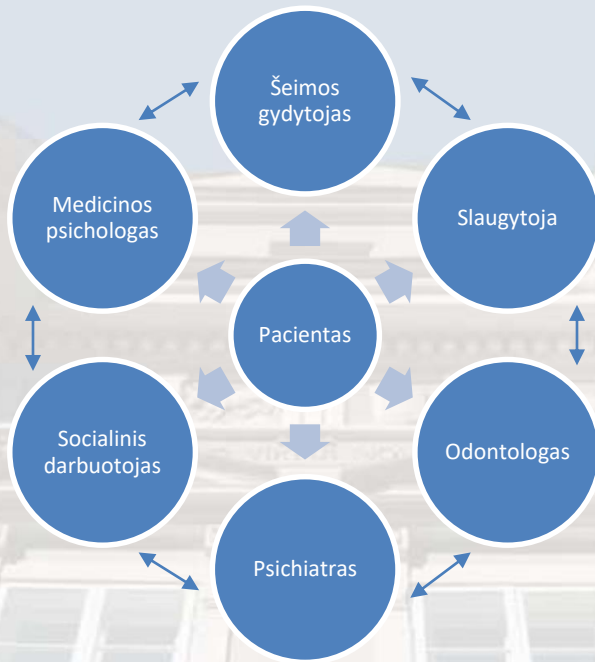 Šeimos
gydytojas
Medicinos
psichologas
Slaugytoja
Pacientas
Socialinis
darbuotojas
Odontologas
Psichiatras